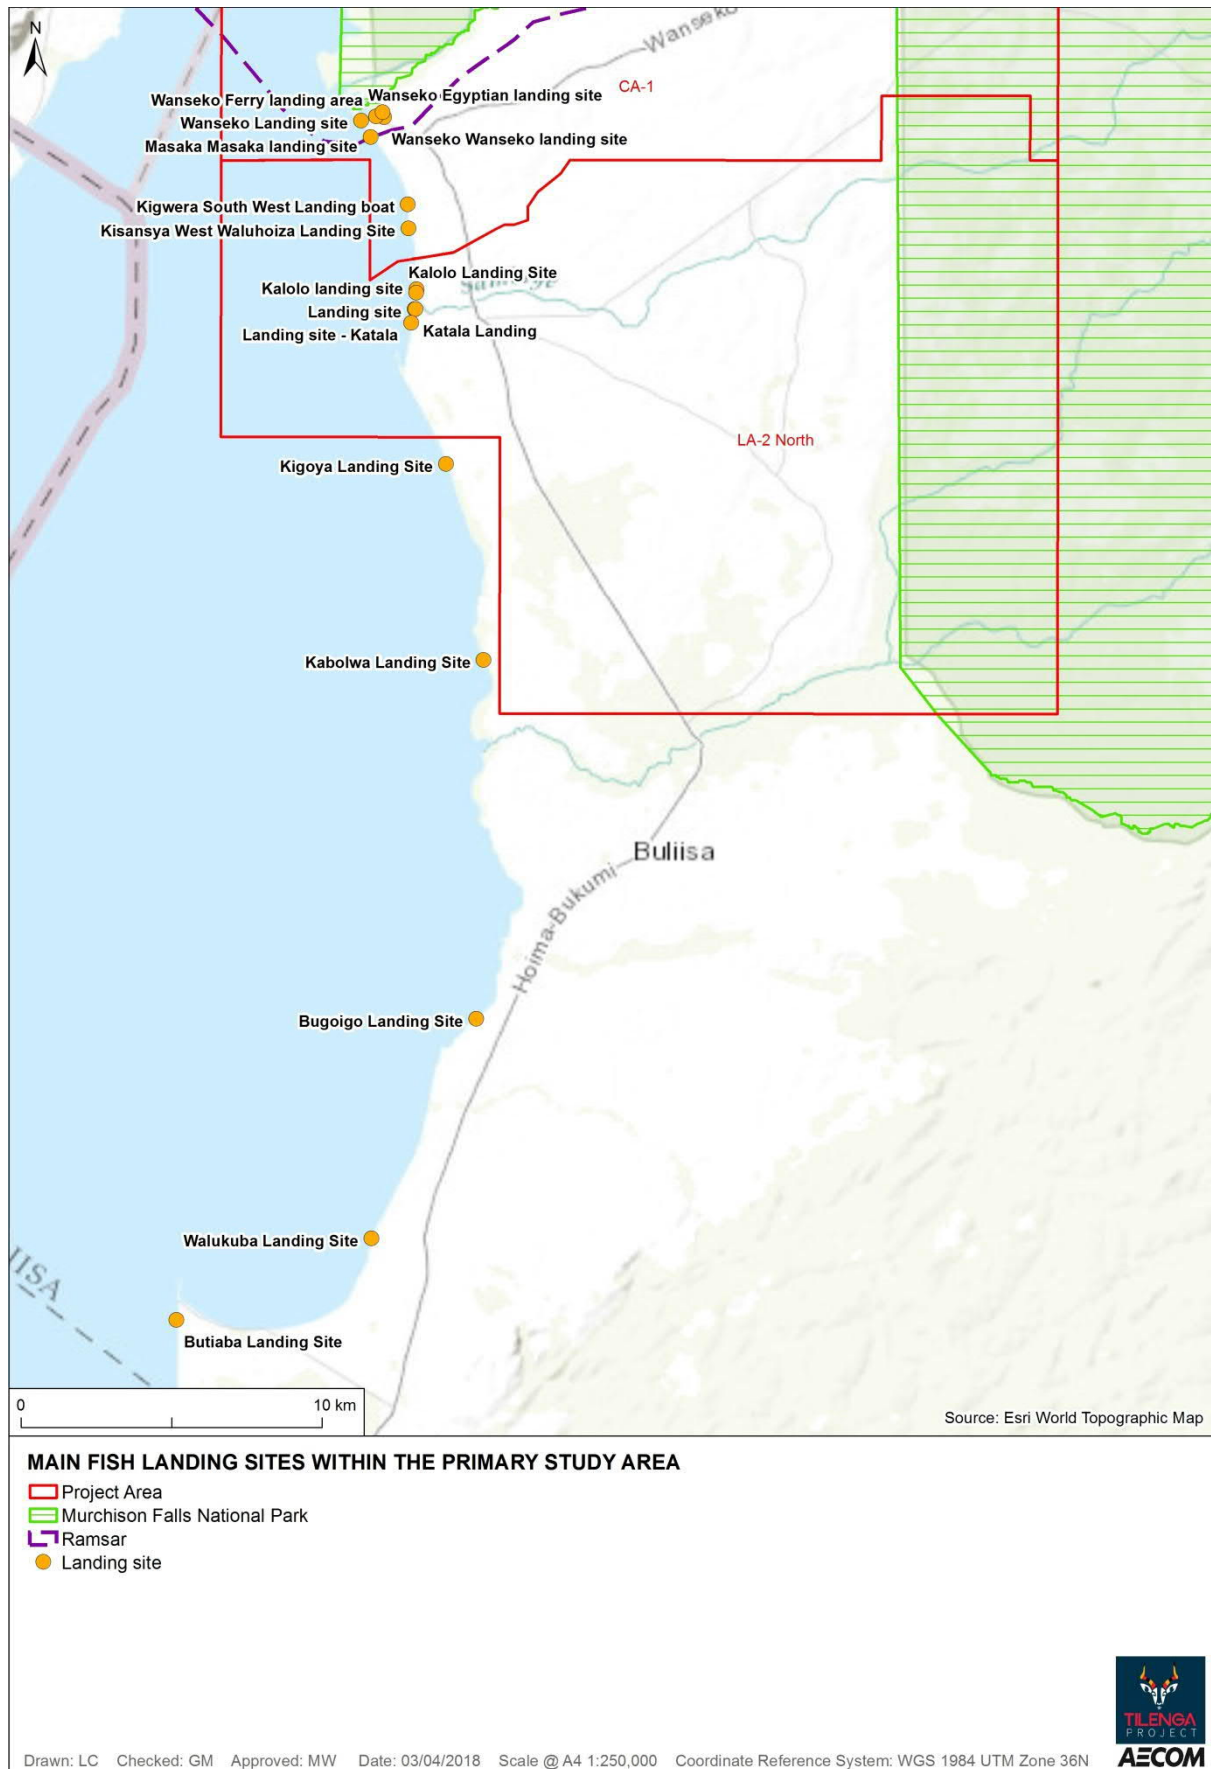 N
Wanseko
CA-1
Wanseko Ferry landing area
Wanseko Egyptian landing site
Wanseko Landing site
Masaka Masaka landing site
Wanseko Wanseko landing site
Kigwera South West Landing boat
Kisansya West Waluhoiza Landing Site
Kalolo Landing Site
Kalolo landing site
Landing site
Landing site - Katala
Katala Landing
LA-2 North
Kigoya Landing Site
Kabolwa Landing Site
Buliisa
Hoima-Bukumi
Bugoigo Landing Site
Walukuba Landing Site
IISA
Butiaba Landing Site
0 10 km
Source: Esri World Topographic Map
MAIN FISH LANDING SITES WITHIN THE PRIMARY STUDY AREA
Project Area
Murchison Falls National Park
Ramsar
Landing site
TILENGA
PROJECT
AECOM
Drawn: LC Checked: GM Approved: MW Date: 03/04/2018 Scale @ A4 1:250,000 Coordinate Reference System: WGS 1984 UTM Zone 36N